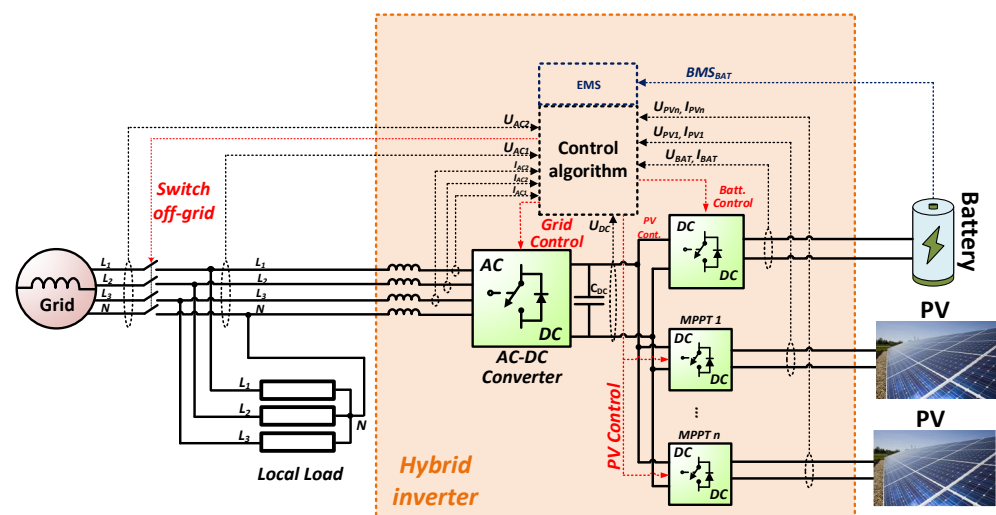 EMS
BMS_BAT
U_PVn, I_PVn
U_AC2
U_PV1, I_PV1
Control
algorithm
U_AC1
U_BAT, I_BAT
I_AC2
I_AC2
I_AC1
Switch
off-grid
Batt.
Control
Battery
Grid
Control
U_DC
PV
Cont.
DC
DC
L1
L2
L3
N
Grid
L1
L2
L3
N
AC
DC
C_DC
AC-DC
Converter
PV
MPPT 1
DC
DC
...
PV Control
L1
L2
L3
N
Local Load
PV
MPPT n
DC
DC
Hybrid
inverter